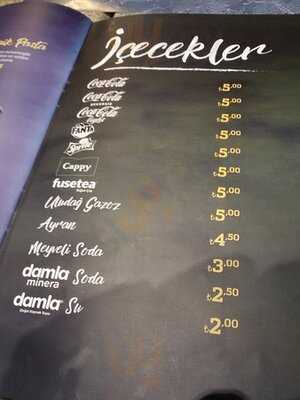 İçecekler
Coca-Cola ₺5.00
Coca-Cola ₺5.00
Coca-Cola light ₺5.00
FANTA ₺5.00
Sprite ₺5.00
Cappy ₺5.00
fusetea ₺5.00
Uludağ Gazoz ₺5.00
Ayran ₺4.50
Meyveli Soda ₺3.00
damla minera Soda ₺2.50
damla Su ₺2.00
Pasta